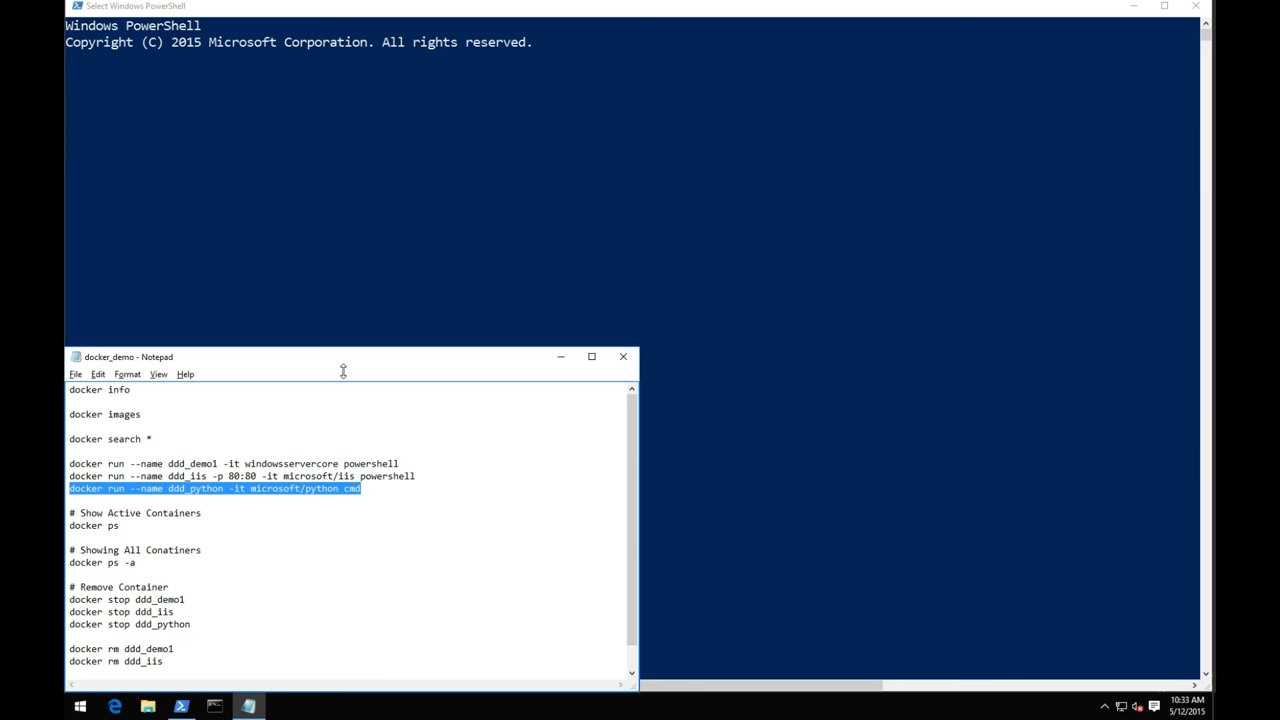 Select Windows PowerShell
Windows PowerShell
Copyright (C) 2015 Microsoft Corporation. All rights reserved.
docker_demo - Notepad
File Edit Format View Help
docker info
docker images
docker search *
docker run --name ddd_demo1 -it windowsservercore powershell
docker run --name ddd_iis -p 80:80 -it microsoft/iis powershell
docker run --name ddd_python -it microsoft/python cmd
# Show Active Containers
docker ps
# Showing All Conatiners
docker ps -a
# Remove Container
docker stop ddd_demo1
docker stop ddd_iis
docker stop ddd_python
docker rm ddd_demo1
docker rm ddd_iis
10:33 AM
5/12/2015